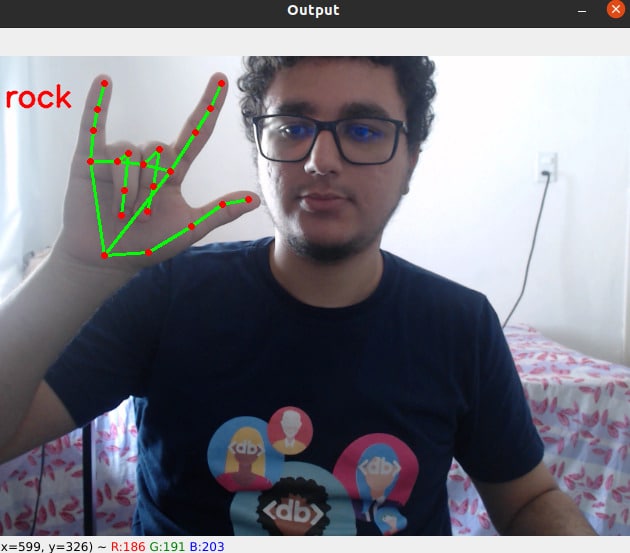 Output
rock
<db>
<db>
<db>
x=599, y=326) ~ R:186 G:191 B:203